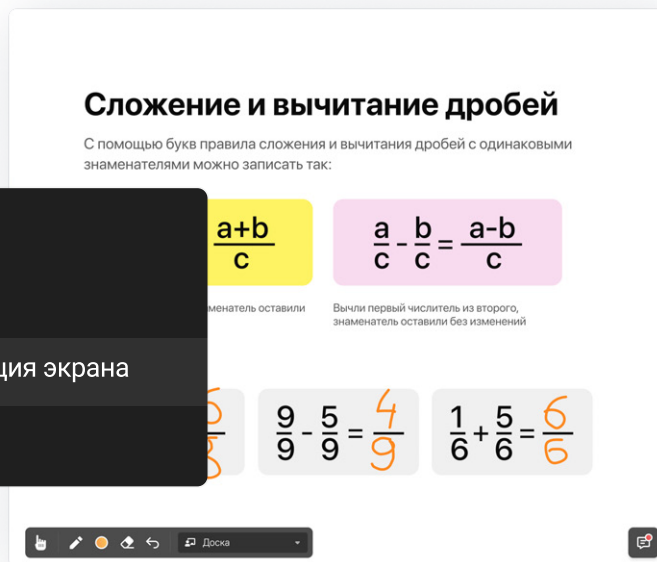 Сложение и вычитание дробей
С помощью букв правила сложения и вычитания дробей с одинаковыми
знаменателями можно записать так:
a+b/c
a/c - b/c = a-b/c
оставили
Вычли первый числитель из второго,
знаменатель оставили без изменений
экрана
9/9 - 5/9 = 4/9
1/6 + 5/6 = 6/6
Доска